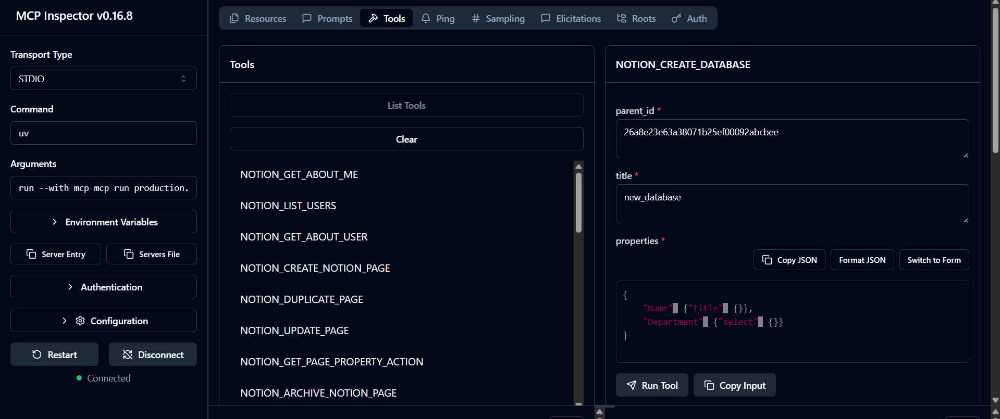 MCP Inspector v0.16.8
Transport Type
STDIO
Command
uv
Arguments
run --with mcp mcp run production.
Environment Variables
Server Entry
Servers File
Authentication
Configuration
Restart
Disconnect
Connected
Resources
Prompts
Tools
Ping
Sampling
Elicitations
Roots
Auth
Tools
List Tools
Clear
NOTION_GET_ABOUT_ME
NOTION_LIST_USERS
NOTION_GET_ABOUT_USER
NOTION_CREATE_NOTION_PAGE
NOTION_DUPLICATE_PAGE
NOTION_UPDATE_PAGE
NOTION_GET_PAGE_PROPERTY_ACTION
NOTION_ARCHIVE_NOTION_PAGE
NOTION_CREATE_DATABASE
parent_id *
26a8e23e63a38071b25ef00092abcbee
title *
new_database
properties *
Copy JSON
Format JSON
Switch to Form
{
"Name": {"title": {}},
"Department": {"select": {}}
}
Run Tool
Copy Input